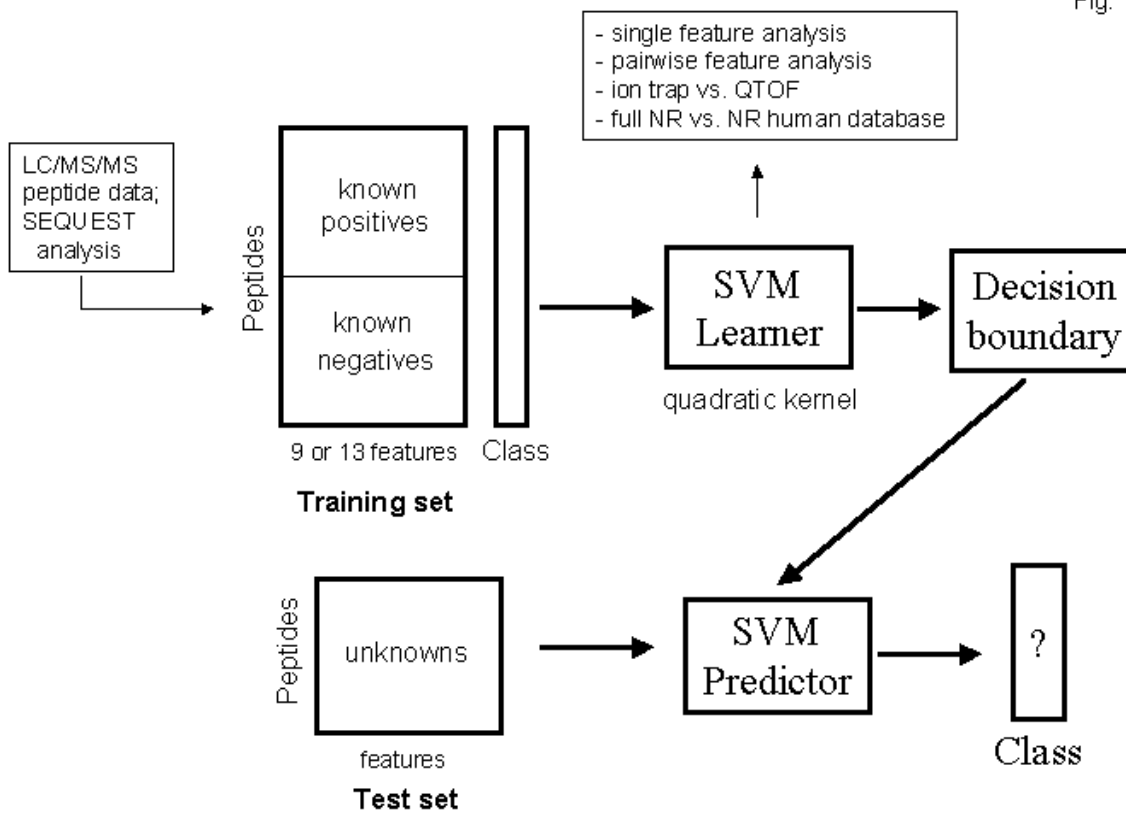 Fig.
- single feature analysis
- pairwise feature analysis
- ion trap vs. QTOF
- full NR vs. NR human database
LC/MS/MS
peptide data;
SEQUEST
analysis
Peptides
known
positives
known
negatives
9 or 13 features
Class
Training set
SVM
Learner
quadratic kernel
Decision
boundary
Peptides
unknowns
features
Test set
SVM
Predictor
?
Class